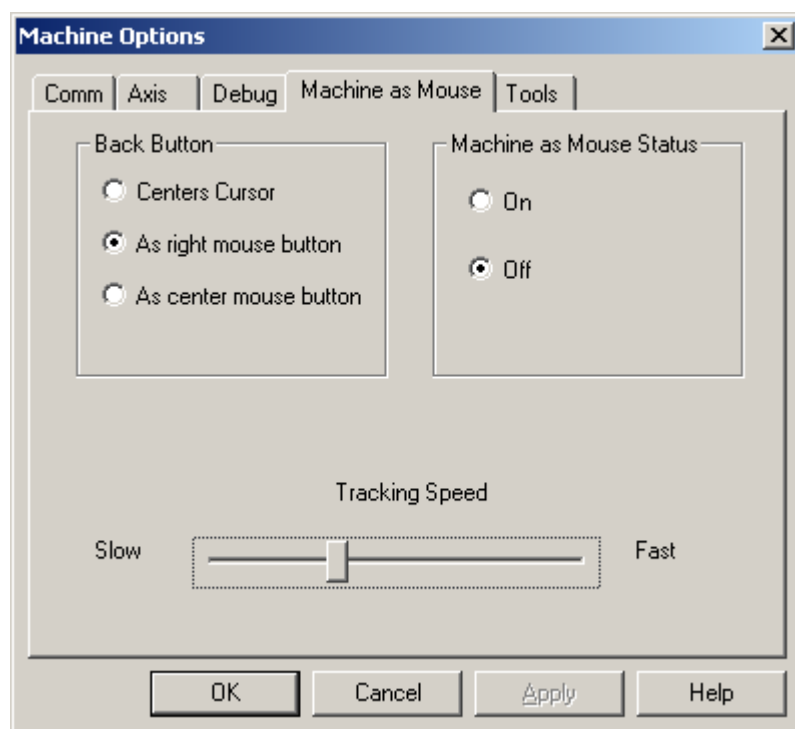 Machine Options
Comm Axis Debug Machine as Mouse Tools
Back Button
Centers Cursor
As right mouse button
As center mouse button
Machine as Mouse Status
On
Off
Tracking Speed
Slow Fast
OK Cancel Apply Help